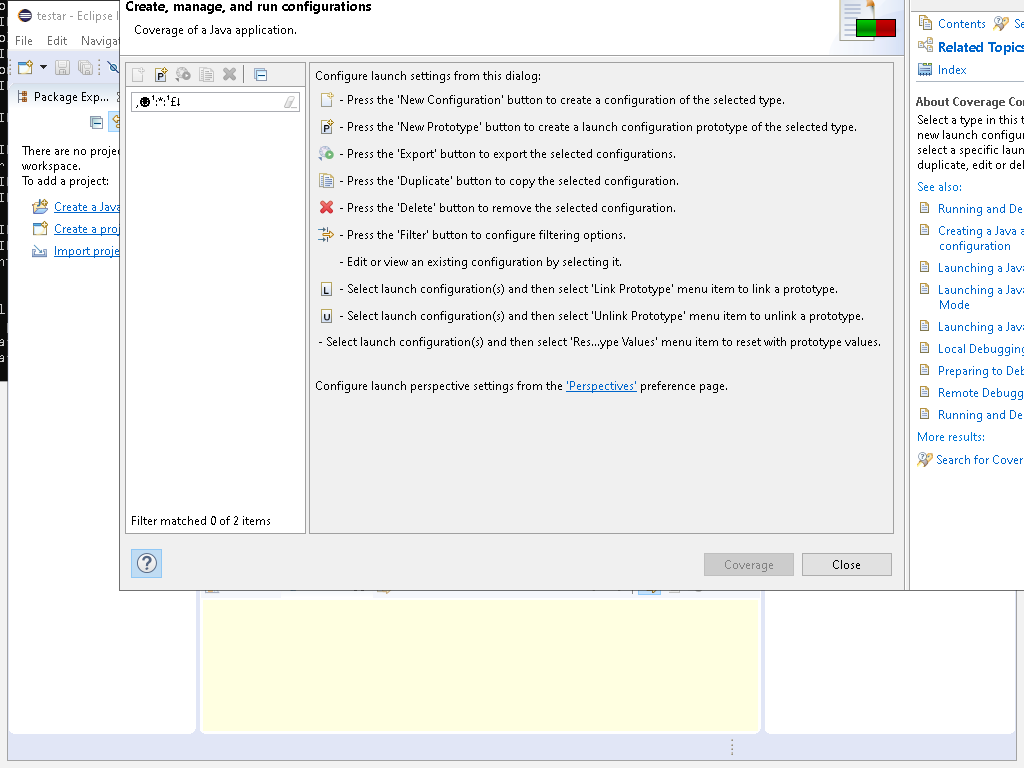 testar - Eclipse I
File Edit Naviga
Package Exp...
There are no proje
workspace.
To add a project:
Create a Java
Create a proj
Import proje
Create, manage, and run configurations
Coverage of a Java application.
Filter matched 0 of 2 items
Configure launch settings from this dialog:
- Press the 'New Configuration' button to create a configuration of the selected type.
- Press the 'New Prototype' button to create a launch configuration prototype of the selected type.
- Press the 'Export' button to export the selected configurations.
- Press the 'Duplicate' button to copy the selected configuration.
- Press the 'Delete' button to remove the selected configuration.
- Press the 'Filter' button to configure filtering options.
- Edit or view an existing configuration by selecting it.
L - Select launch configuration(s) and then select 'Link Prototype' menu item to link a prototype.
U - Select launch configuration(s) and then select 'Unlink Prototype' menu item to unlink a prototype.
- Select launch configuration(s) and then select 'Res...ype Values' menu item to reset with prototype values.
Configure launch perspective settings from the 'Perspectives' preference page.
Coverage
Close
Contents Se
Related Topics
Index
About Coverage Co
Select a type in this t
new launch configur
select a specific laun
duplicate, edit or del
See also:
Running and De
Creating a Java a
configuration
Launching a Java
Launching a Java
Mode
Launching a Java
Local Debugging
Preparing to Deb
Remote Debugg
Running and De
More results:
Search for Cover